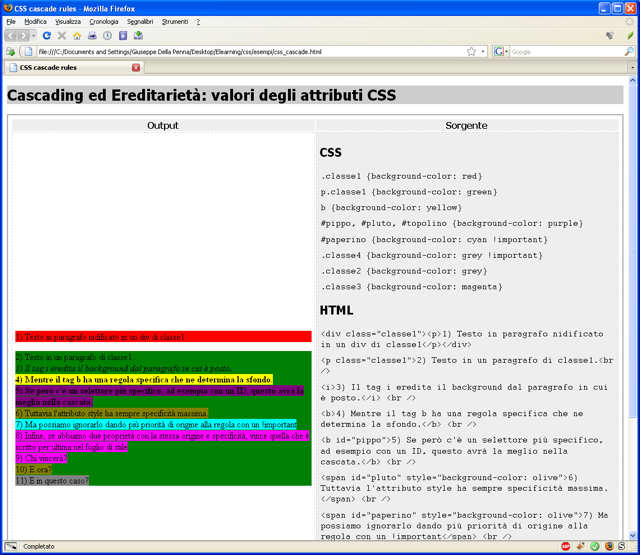 CSS cascade rules - Mozilla Firefox
File Modifica Visualizza Cronologia Segnalibri Strumenti ?
file:///C:/Documents and Settings/Giuseppe Della Penna/Desktop/Elearning/css/esempi/css_cascade.html
Google
CSS cascade rules
Cascading ed Ereditarietà: valori degli attributi CSS
Output
1) Testo in paragrafo nidificato in un div di classe1
2) Testo in un paragrafo di classe1.
3) Il tag i eredita il background dal paragrafo in cui è posto.
4) Mentre il tag b ha una regola specifica che ne determina la sfondo.
5) Se però c'è un selettore più specifico, ad esempio con un ID, questo avrà la
meglio nella cascata.
6) Tuttavia l'attributo style ha sempre specificità massima.
7) Ma possiamo ignorarlo dando più priorità di origine alla regola con un !important
8) Infine, se abbiamo due proprietà con la stessa origine e specificità, vince quella che è
scritto per ultima nel foglio di stile
9) Chi vincerà?
10) E ora?
11) E in questo caso?
Sorgente
CSS
.classe1 {background-color: red}
p.classe1 {background-color: green}
b {background-color: yellow}
#pippo, #pluto, #topolino {background-color: purple}
#paperino {background-color: cyan !important}
.classe4 {background-color: grey !important}
.classe2 {background-color: grey}
.classe3 {background-color: magenta}
HTML
<div class="classe1"><p>1) Testo in paragrafo nidificato
in un div di classe1</p></div>
<p class="classe1">2) Testo in un paragrafo di classe1.<br
/>
<i>3) Il tag i eredita il background dal paragrafo in cui
è posto.</i> <br />
<b>4) Mentre il tag b ha una regola specifica che ne
determina la sfondo.</b> <br />
<b id="pippo">5) Se però c'è un selettore più specifico,
ad esempio con un ID, questo avrà la meglio nella
cascata.</b> <br />
<span id="pluto" style="background-color: olive">6)
Tuttavia l'attributo style ha sempre specificità massima.
</span> <br />
<span id="paperino" style="background-color: olive">7) Ma
possiamo ignorarlo dando più priorità di origine alla
regola con un !important</span> <br />
Completato